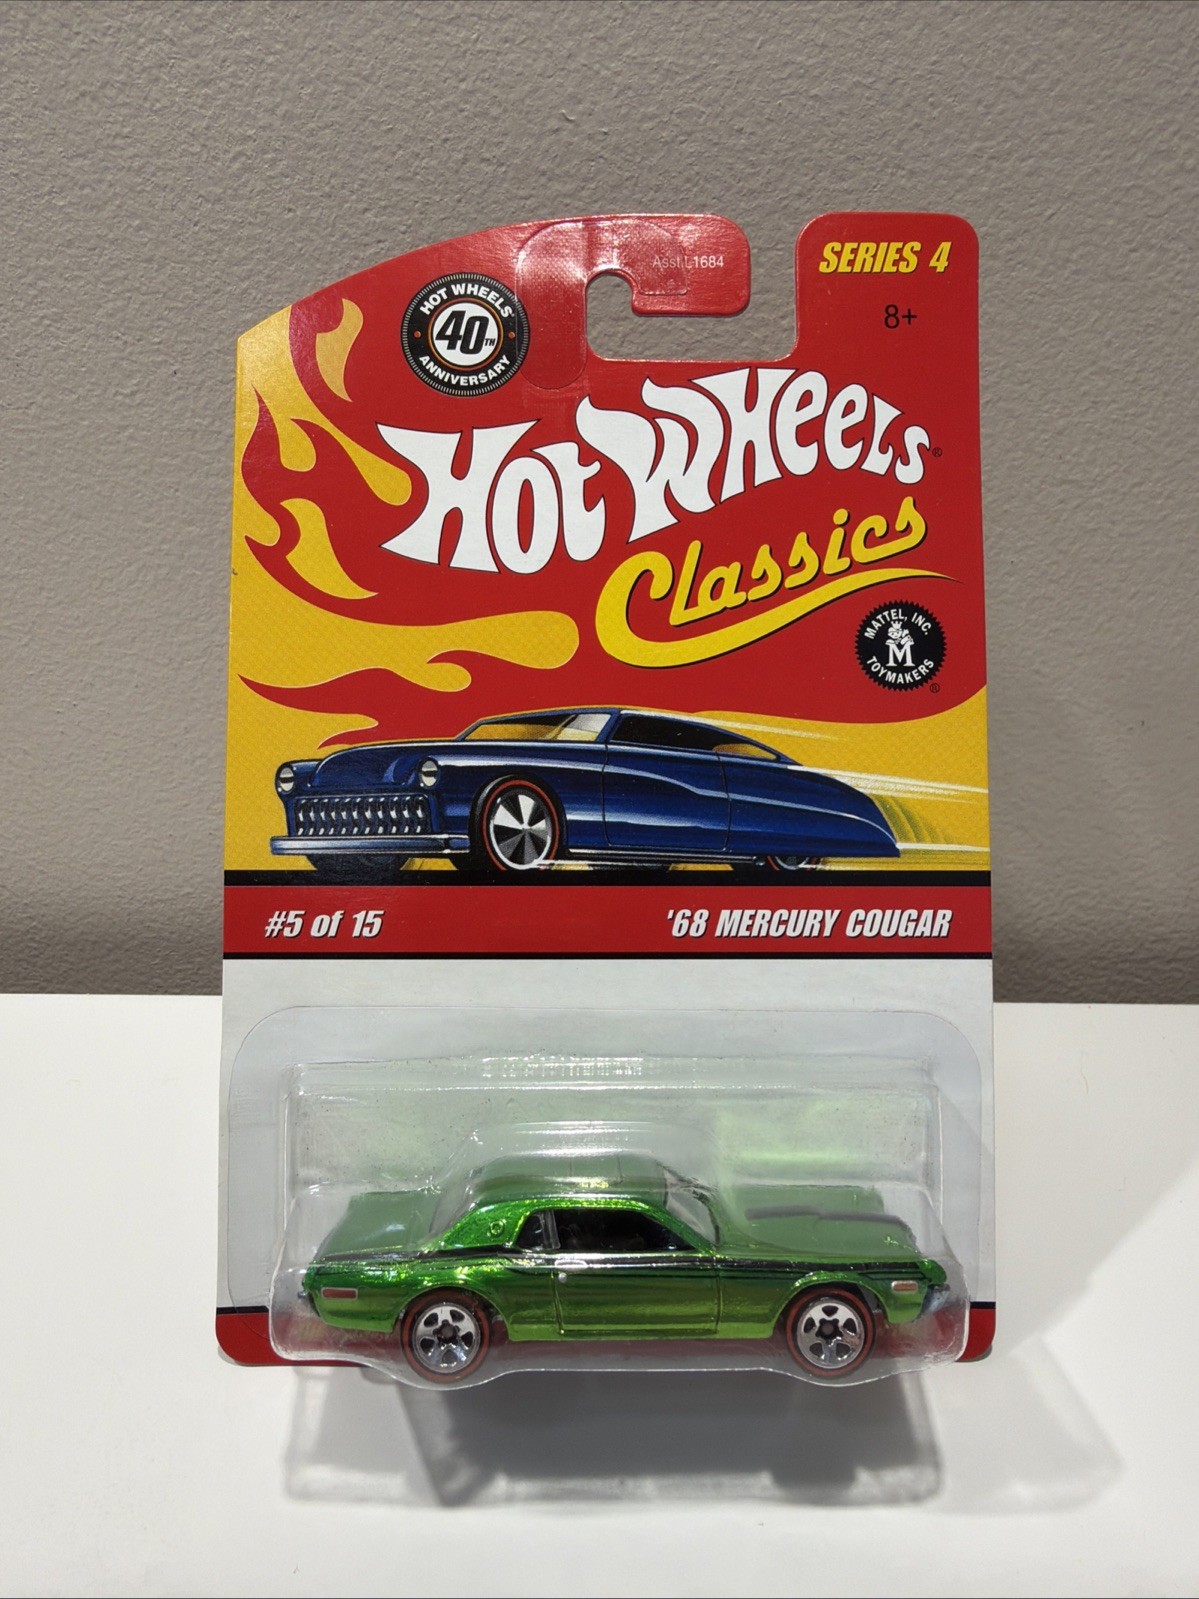 Asst.L1684
SERIES 4
8+
HOT WHEELS®
40TH
ANNIVERSARY
HOT WHEELS®
Classics
MATTEL, INC.
M
TOYMAKERS
®
#5 of 15
'68 MERCURY COUGAR